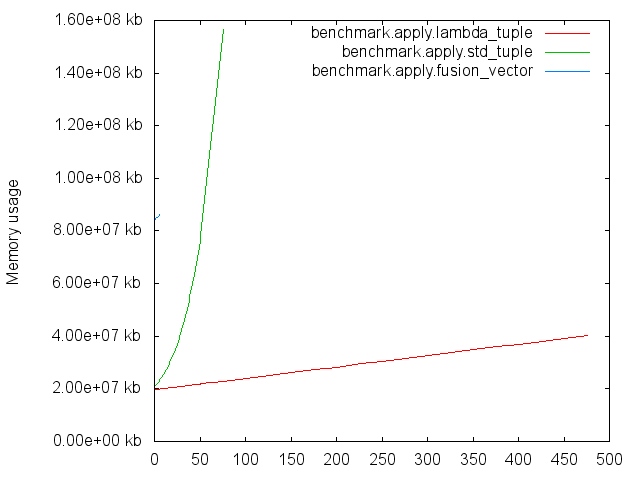 1.60e+08 kb
1.40e+08 kb
1.20e+08 kb
1.00e+08 kb
8.00e+07 kb
6.00e+07 kb
4.00e+07 kb
2.00e+07 kb
0.00e+00 kb
Memory usage
benchmark.apply.lambda_tuple
benchmark.apply.std_tuple
benchmark.apply.fusion_vector
0 50 100 150 200 250 300 350 400 450 500